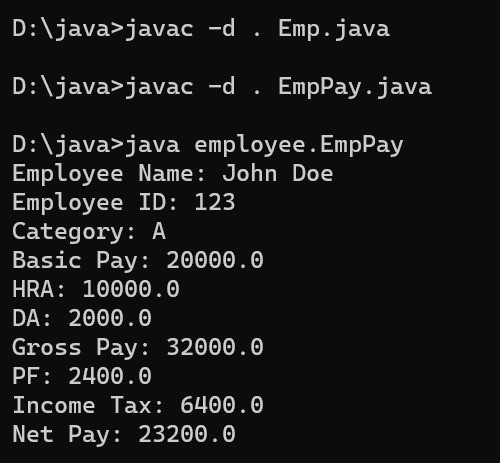 D:\java>javac -d . Emp.java
D:\java>javac -d . EmpPay.java
D:\java>java employee.EmpPay
Employee Name: John Doe
Employee ID: 123
Category: A
Basic Pay: 20000.0
HRA: 10000.0
DA: 2000.0
Gross Pay: 32000.0
PF: 2400.0
Income Tax: 6400.0
Net Pay: 23200.0